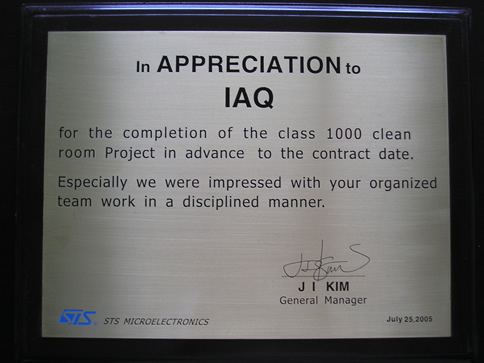 In APPRECIATION to
IAQ
for the completion of the class 1000 clean
room Project in advance to the contract date.
Especially we were impressed with your organized
team work in a disciplined manner.
J I KIM
General Manager
STS STS MICROELECTRONICS
July 25,2005